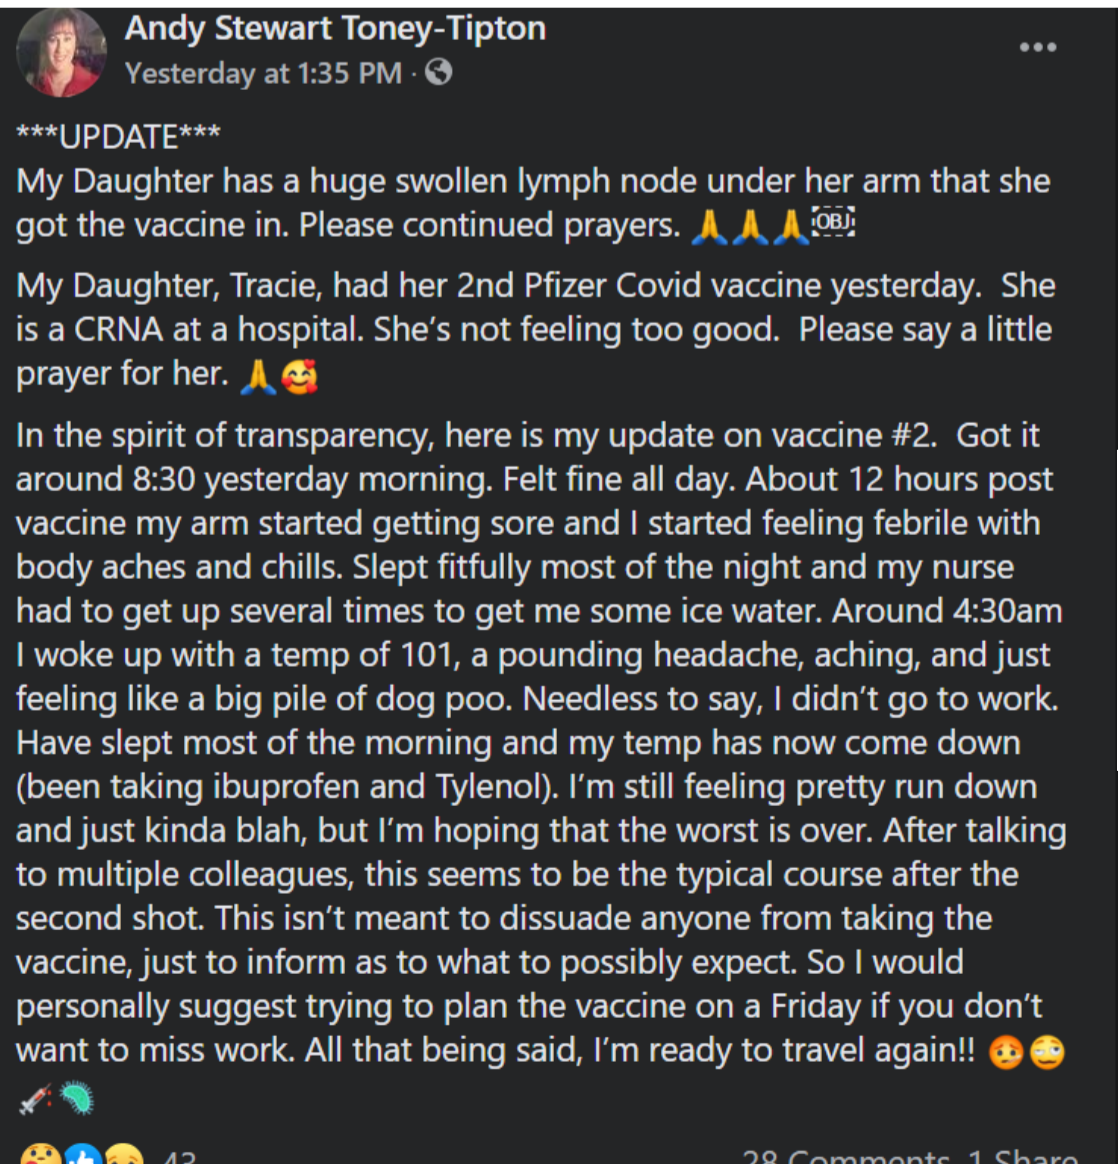 Andy Stewart Toney-Tipton
Yesterday at 1:35 PM ·
***UPDATE***
My Daughter has a huge swollen lymph node under her arm that she
got the vaccine in. Please continued prayers. 🙏🙏🙏￼
My Daughter, Tracie, had her 2nd Pfizer Covid vaccine yesterday.  She
is a CRNA at a hospital. She's not feeling too good.  Please say a little
prayer for her. 🙏🥰
In the spirit of transparency, here is my update on vaccine #2.  Got it
around 8:30 yesterday morning. Felt fine all day. About 12 hours post
vaccine my arm started getting sore and I started feeling febrile with
body aches and chills. Slept fitfully most of the night and my nurse
had to get up several times to get me some ice water. Around 4:30am
I woke up with a temp of 101, a pounding headache, aching, and just
feeling like a big pile of dog poo. Needless to say, I didn't go to work.
Have slept most of the morning and my temp has now come down
(been taking ibuprofen and Tylenol). I'm still feeling pretty run down
and just kinda blah, but I'm hoping that the worst is over. After talking
to multiple colleagues, this seems to be the typical course after the
second shot. This isn't meant to dissuade anyone from taking the
vaccine, just to inform as to what to possibly expect. So I would
personally suggest trying to plan the vaccine on a Friday if you don't
want to miss work. All that being said, I'm ready to travel again!! 🤒🥴
💉🦠
43
28 Comments 1 Share